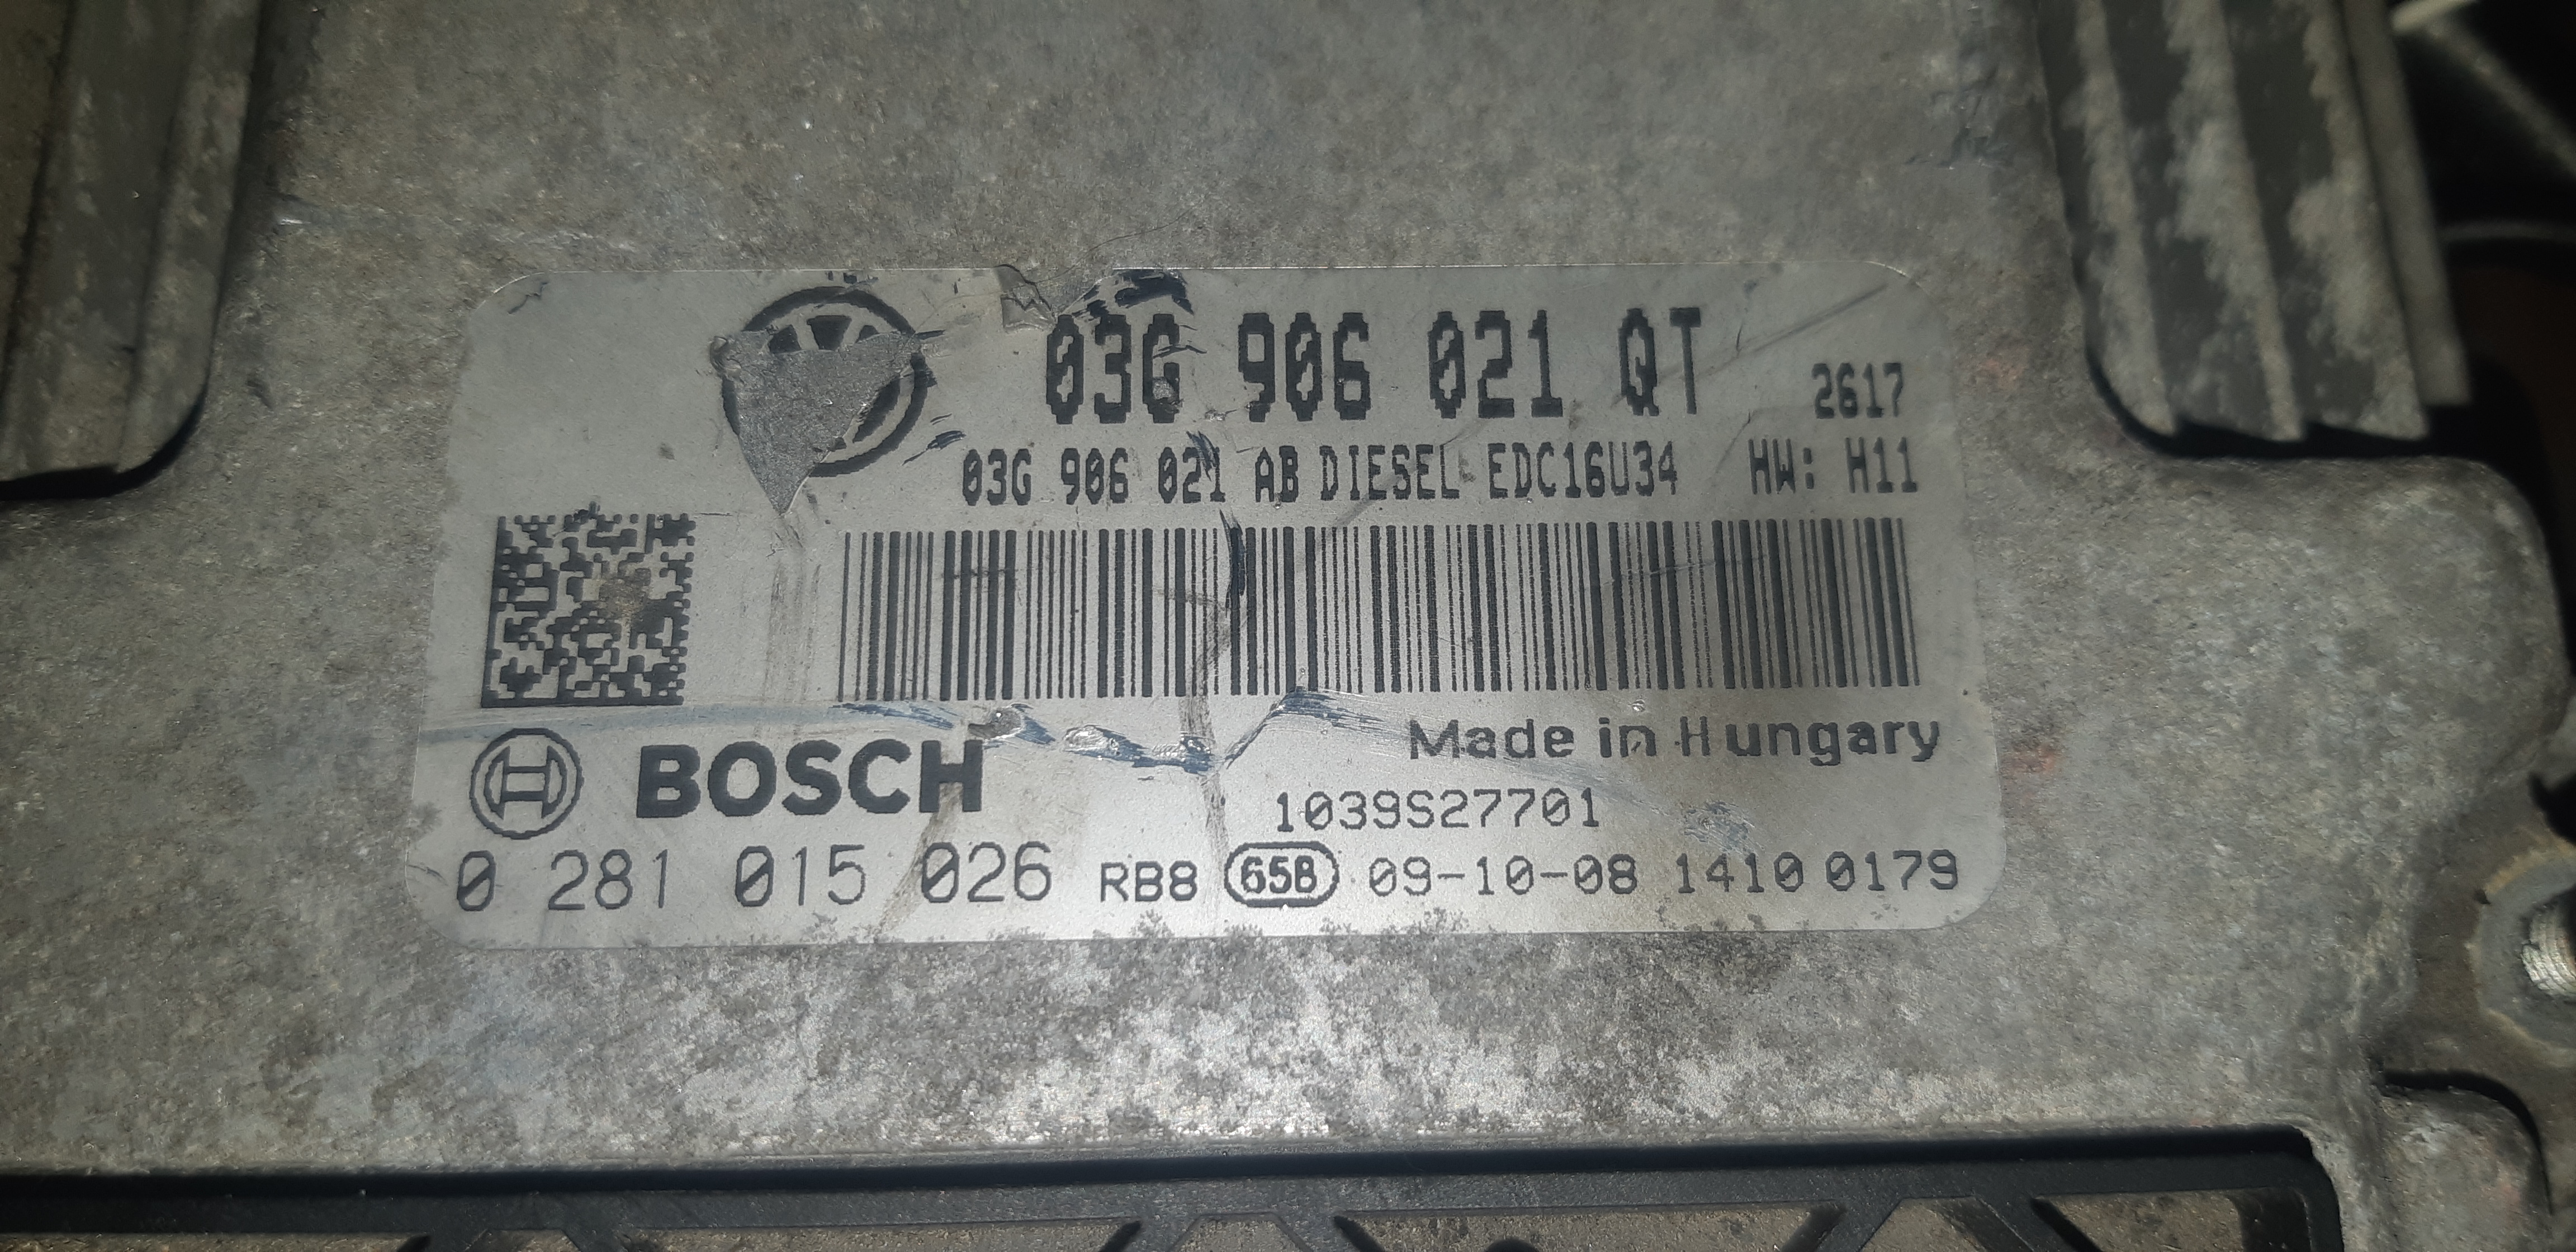 03G 906 021 QT 2617
03G 906 021 AB DIESEL EDC16U34 HW: H11
Made in Hungary
BOSCH
1039S27701
0 281 015 026 RB8 65B 09-10-08 1410 0179